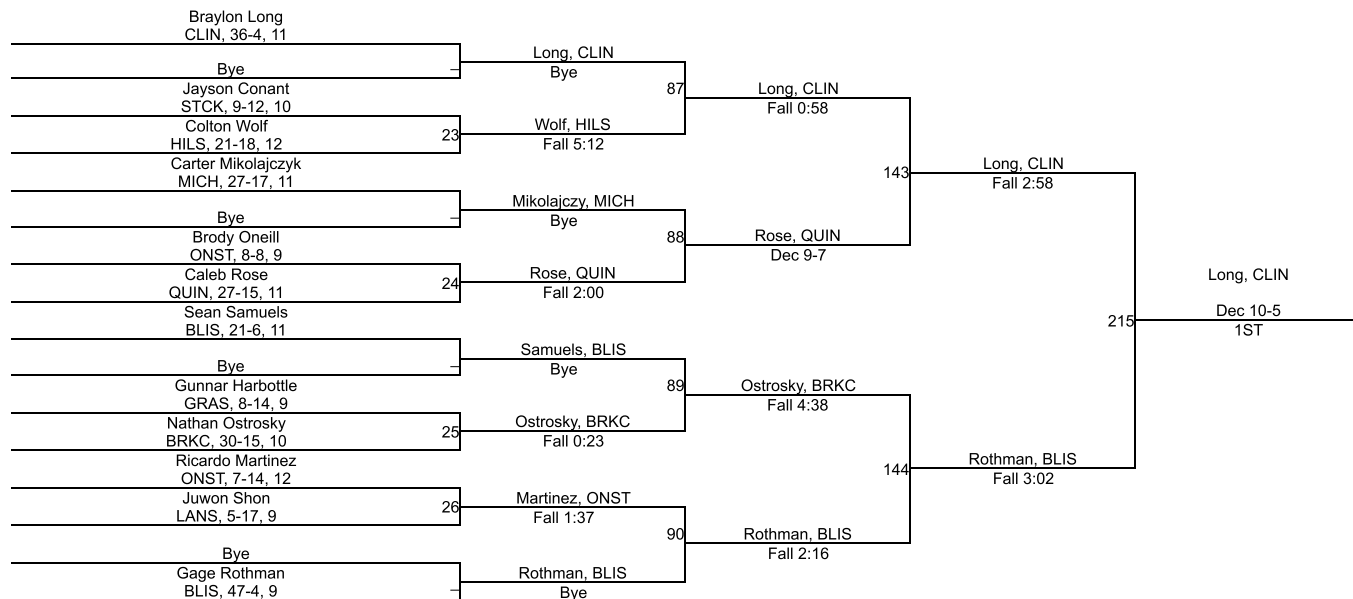 Braylon Long
CLIN, 36-4, 11
Bye
–
Jayson Conant
STCK, 9-12, 10
Colton Wolf
HILS, 21-18, 12
23
Carter Mikolajczyk
MICH, 27-17, 11
Bye
–
Brody Oneill
ONST, 8-8, 9
Caleb Rose
QUIN, 27-15, 11
24
Sean Samuels
BLIS, 21-6, 11
Bye
–
Gunnar Harbottle
GRAS, 8-14, 9
Nathan Ostrosky
BRKC, 30-15, 10
25
Ricardo Martinez
ONST, 7-14, 12
Juwon Shon
LANS, 5-17, 9
26
Bye
Gage Rothman
BLIS, 47-4, 9
–
Long, CLIN
Bye
87
Wolf, HILS
Fall 5:12
Mikolajczy, MICH
Bye
88
Rose, QUIN
Fall 2:00
Samuels, BLIS
Bye
89
Ostrosky, BRKC
Fall 0:23
Martinez, ONST
Fall 1:37
90
Rothman, BLIS
Bye
Long, CLIN
Fall 0:58
143
Rose, QUIN
Dec 9-7
Ostrosky, BRKC
Fall 4:38
144
Rothman, BLIS
Fall 2:16
Long, CLIN
Fall 2:58
215
Rothman, BLIS
Fall 3:02
Long, CLIN
Dec 10-5
1ST